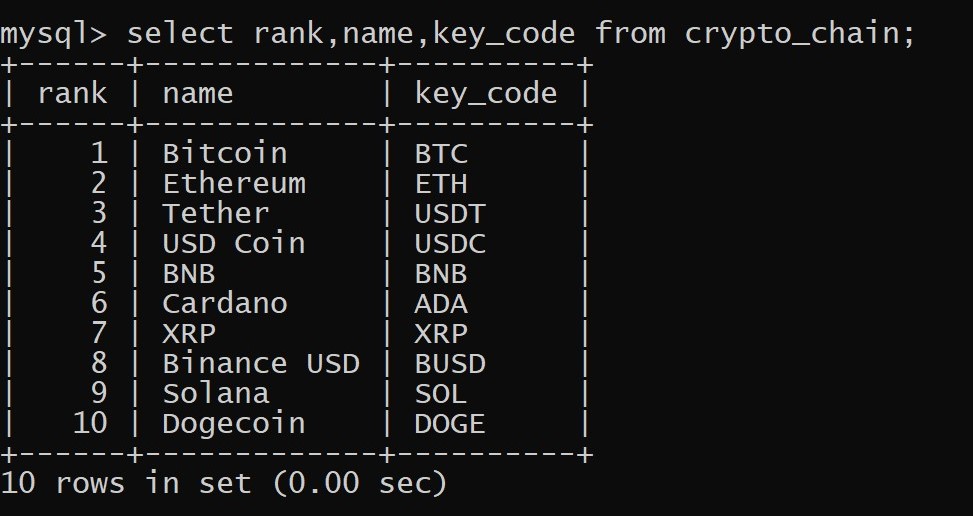 mysql> select rank,name,key_code from crypto_chain;
+------+-------------+----------+
| rank | name        | key_code |
+------+-------------+----------+
|    1 | Bitcoin     | BTC      |
|    2 | Ethereum    | ETH      |
|    3 | Tether      | USDT     |
|    4 | USD Coin    | USDC     |
|    5 | BNB         | BNB      |
|    6 | Cardano     | ADA      |
|    7 | XRP         | XRP      |
|    8 | Binance USD | BUSD     |
|    9 | Solana      | SOL      |
|   10 | Dogecoin    | DOGE     |
+------+-------------+----------+
10 rows in set (0.00 sec)